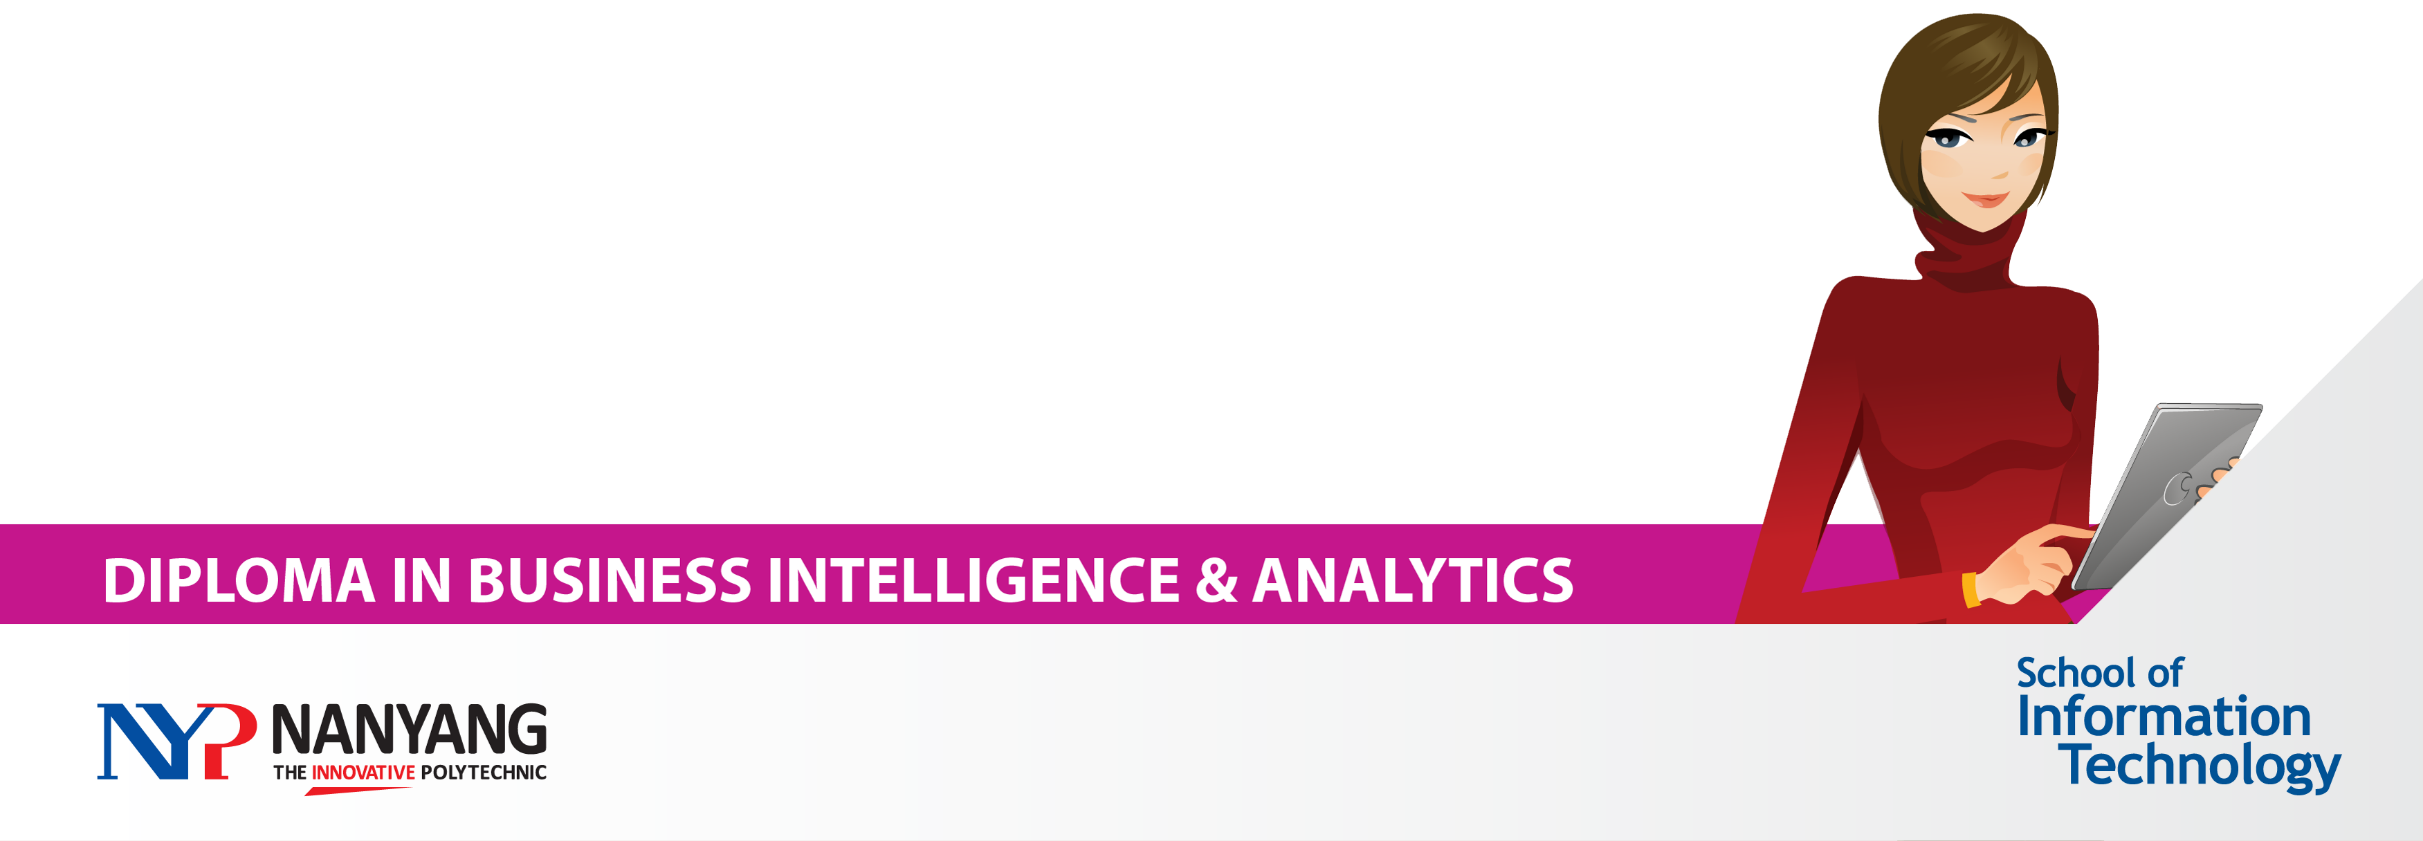 DIPLOMA IN BUSINESS INTELLIGENCE & ANALYTICS
NYP NANYANG
THE INNOVATIVE POLYTECHNIC
School of
Information
Technology